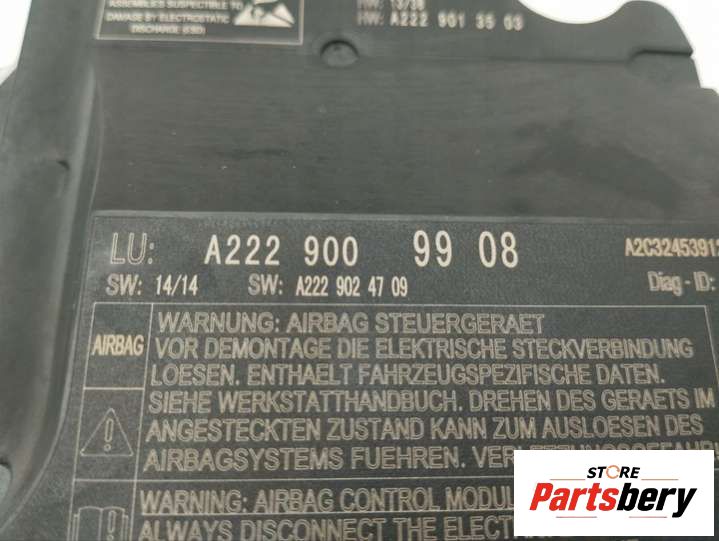 ASSEMBLIES SUSPECTIBLE TO
DAMAGE BY ELECTROSTATIC
DISCHARGE (ESD)
HW: A222 901 35 03
LU: A222 900 99 08 A2C3245391
SW: 14/14 SW: A222 902 47 09 Diag-ID:
AIRBAG
WARNUNG: AIRBAG STEUERGERAET
VOR DEMONTAGE DIE ELEKTRISCHE STECKVERBINDUNG
LOESEN. ENTHAELT FAHRZEUGSPEZIFISCHE DATEN.
SIEHE WERKSTATTHANDBUCH. DREHEN DES GERAETS IM
ANGESTECKTEN ZUSTAND KANN ZUM AUSLOESEN DES
AIRBAGSYSTEMS FUEHREN.
WARNING: AIRBAG CONTROL MODUL
ALWAYS DISCONNECT THE
STORE
Partsbery